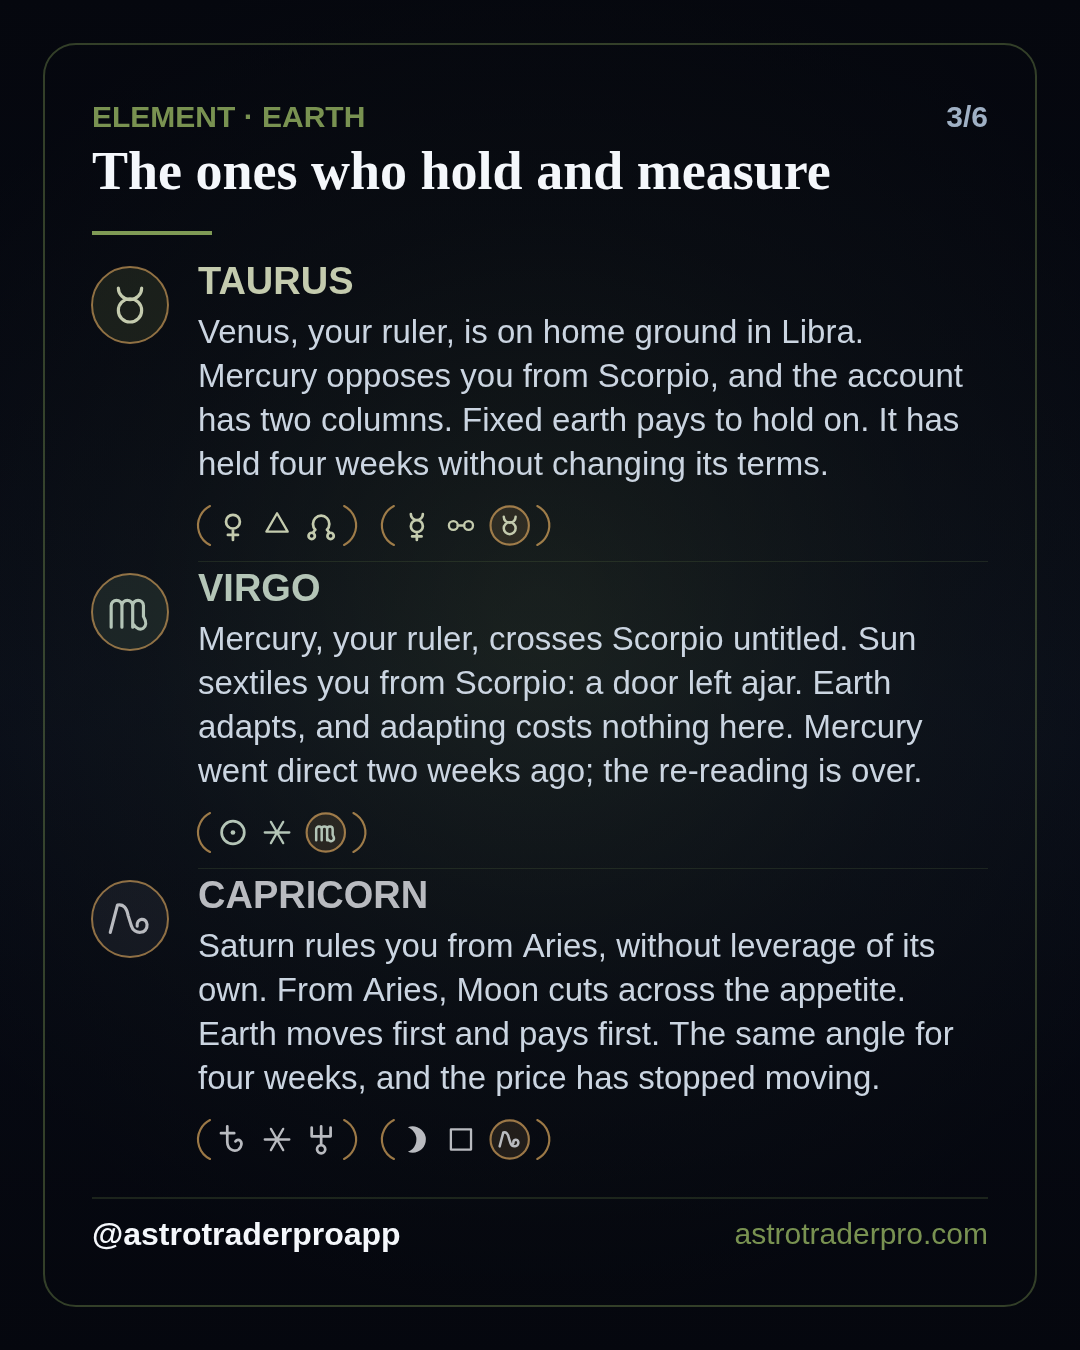 ELEMENT · EARTH
3/6
The ones who hold and measure
TAURUS
Venus, your ruler, is on home ground in Libra.
Mercury opposes you from Scorpio, and the account
has two columns. Fixed earth pays to hold on. It has
held four weeks without changing its terms.
VIRGO
Mercury, your ruler, crosses Scorpio untitled. Sun
sextiles you from Scorpio: a door left ajar. Earth
adapts, and adapting costs nothing here. Mercury
went direct two weeks ago; the re-reading is over.
CAPRICORN
Saturn rules you from Aries, without leverage of its
own. From Aries, Moon cuts across the appetite.
Earth moves first and pays first. The same angle for
four weeks, and the price has stopped moving.
@astrotraderproapp
astrotraderpro.com